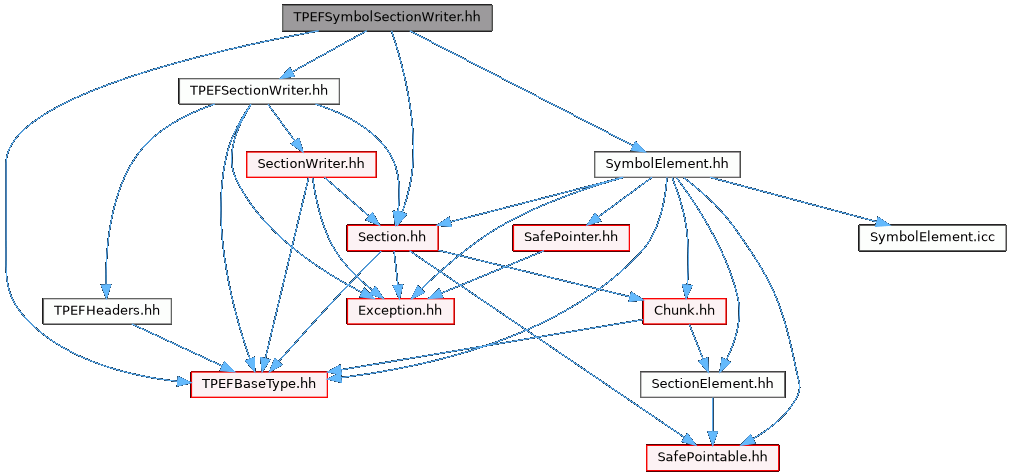 TPEFSymbolSectionWriter.hh
TPEFSectionWriter.hh
SectionWriter.hh
SymbolElement.hh
Section.hh
SafePointer.hh
SymbolElement.icc
TPEFHeaders.hh
Exception.hh
Chunk.hh
TPEFBaseType.hh
SectionElement.hh
SafePointable.hh